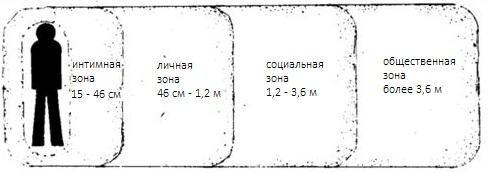 интимная
зона
15 - 46 см
личная
зона
46 см - 1,2 м
социальная
зона
1,2 - 3,6 м
общественная
зона
более 3,6 м